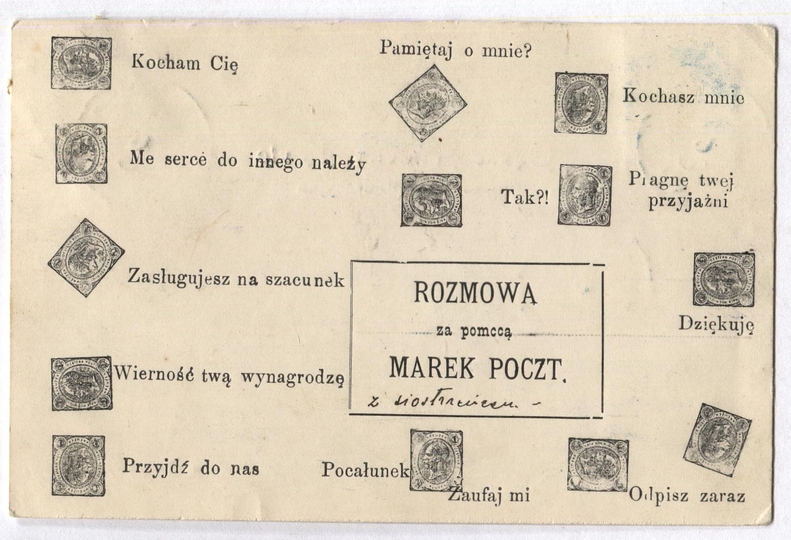 Kocham Cię
Pamiętaj o mnie?
Kochasz mnie
Me serce do innego należy
Tak?!
Pragnę twej
przyjaźni
Zasługujesz na szacunek
Dziękuję
ROZMOWA
za pomocą
MAREK POCZT.
z siostrzeńcem –
Wierność twą wynagrodzę
Przyjdź do nas
Pocałunek
Zaufaj mi
Odpisz zaraz